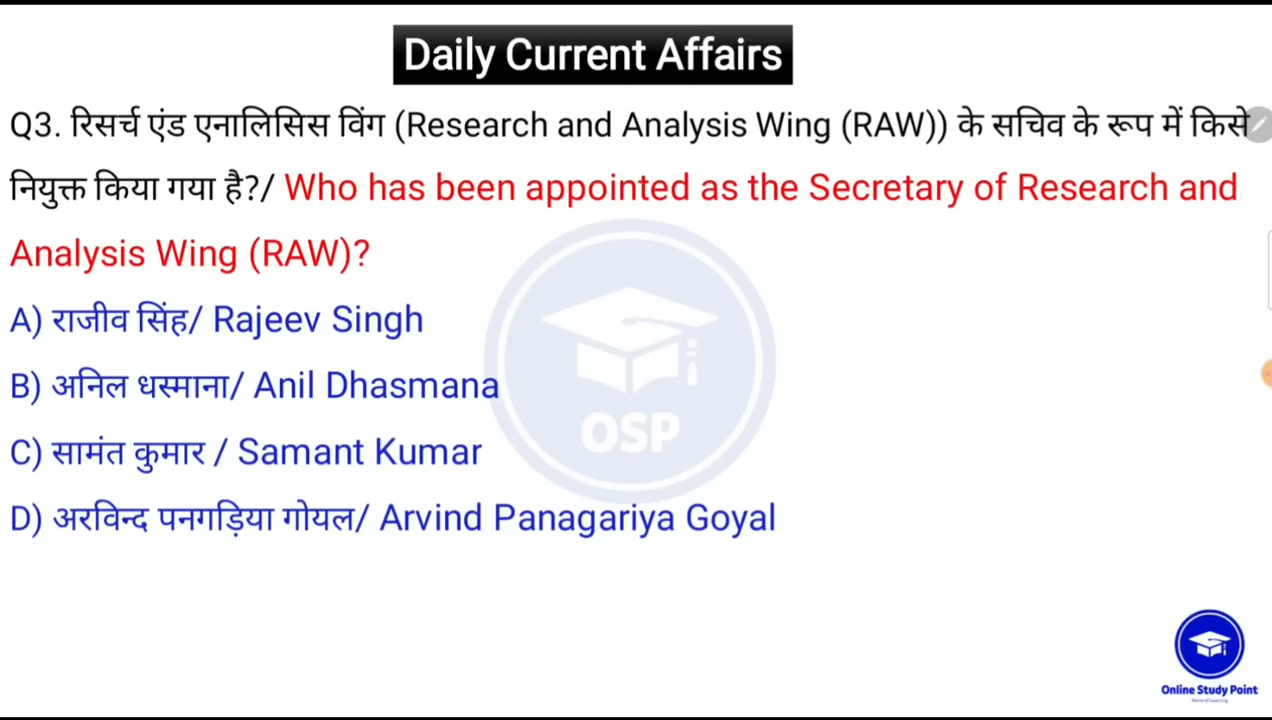 Daily Current Affairs
Q3. रिसर्च एंड एनालिसिस विंग (Research and Analysis Wing (RAW)) के सचिव के रूप में किसे
नियुक्त किया गया है?/ Who has been appointed as the Secretary of Research and
Analysis Wing (RAW)?
A) राजीव सिंह/ Rajeev Singh
B) अनिल धस्माना/ Anil Dhasmana
C) सामंत कुमार / Samant Kumar
D) अरविन्द पनगड़िया गोयल/ Arvind Panagariya Goyal
OSP
Online Study Point